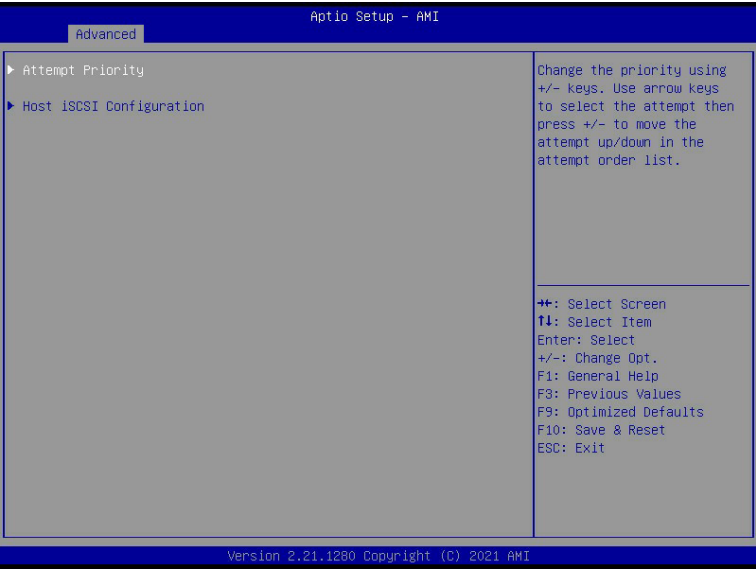 Aptio Setup – AMI
Advanced
▶ Attempt Priority
▶ Host iSCSI Configuration
Change the priority using
+/– keys. Use arrow keys
to select the attempt then
press +/– to move the
attempt up/down in the
attempt order list.
→←: Select Screen
↑↓: Select Item
Enter: Select
+/–: Change Opt.
F1: General Help
F3: Previous Values
F9: Optimized Defaults
F10: Save & Reset
ESC: Exit
Version 2.21.1280 Copyright (C) 2021 AMI